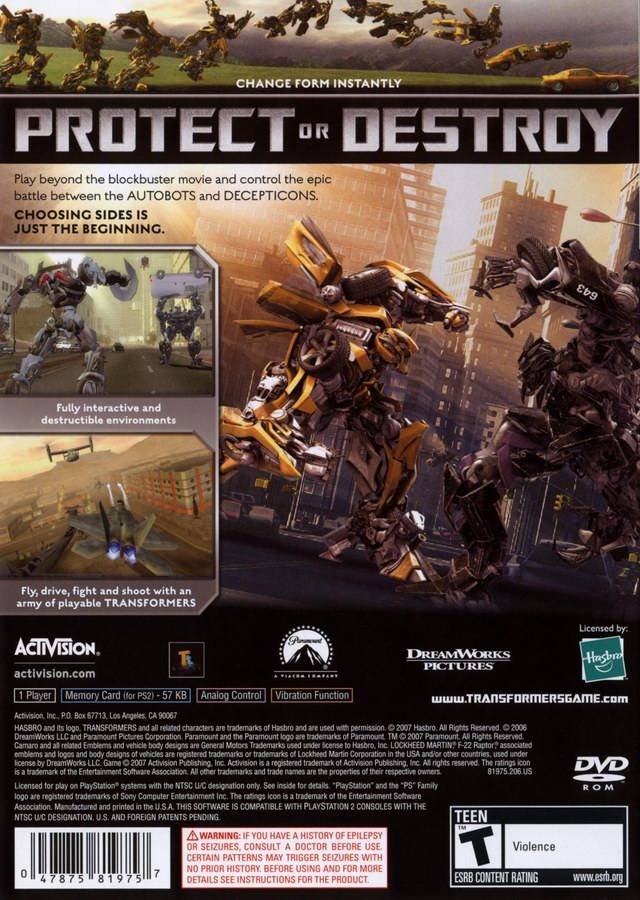 CHANGE FORM INSTANTLY
PROTECT OR DESTROY
Play beyond the blockbuster movie and control the epic
battle between the AUTOBOTS and DECEPTICONS.
CHOOSING SIDES IS
JUST THE BEGINNING.
643
Fully interactive and
destructible environments
Fly, drive, fight and shoot with an
army of playable TRANSFORMERS
Licensed by:
ACTIVISION.
activision.com
Paramount
A VIACOM COMPANY
DREAMWORKS
PICTURES
Hasbro
1 Player
Memory Card (for PS2) - 57 KB
Analog Control
Vibration Function
www.TRANSFORMERSGAME.com
Activision, Inc., P.O. Box 67713, Los Angeles, CA 90067
HASBRO and its logo, TRANSFORMERS and all related characters are trademarks of Hasbro and are used with permission. © 2007 Hasbro. All Rights Reserved. © 2006
DreamWorks LLC and Paramount Pictures Corporation. Paramount and the Paramount logo are trademarks of Paramount. TM © 2007 Paramount. All Rights Reserved.
Camaro and all related Emblems and vehicle body designs are General Motors Trademarks used under license to Hasbro, Inc. LOCKHEED MARTIN® F-22 Raptor® associated
emblems and logos and body designs of vehicles are registered trademarks or trademarks of Lockheed Martin Corporation in the USA and/or other countries, used under
license by DreamWorks LLC. Game © 2007 Activision Publishing, Inc. Activision is a registered trademark of Activision Publishing, Inc. All rights reserved. The ratings icon
is a trademark of the Entertainment Software Association. All other trademarks and trade names are the properties of their respective owners.
81975.206.US
Licensed for play on PlayStation® systems with the NTSC U/C designation only. See inside for details. "PlayStation" and the "PS" Family
logo are registered trademarks of Sony Computer Entertainment Inc. The ratings icon is a trademark of the Entertainment Software
Association. Manufactured and printed in the U.S.A. THIS SOFTWARE IS COMPATIBLE WITH PLAYSTATION 2 CONSOLES WITH THE
NTSC U/C DESIGNATION. U.S. AND FOREIGN PATENTS PENDING.
DVD
ROM
0 47875 81975 7
WARNING: IF YOU HAVE A HISTORY OF EPILEPSY
OR SEIZURES, CONSULT A DOCTOR BEFORE USE.
CERTAIN PATTERNS MAY TRIGGER SEIZURES WITH
NO PRIOR HISTORY. BEFORE USING AND FOR MORE
DETAILS SEE INSTRUCTIONS FOR THE PRODUCT.
TEEN
T
TM
Violence
ESRB CONTENT RATING
www.esrb.org